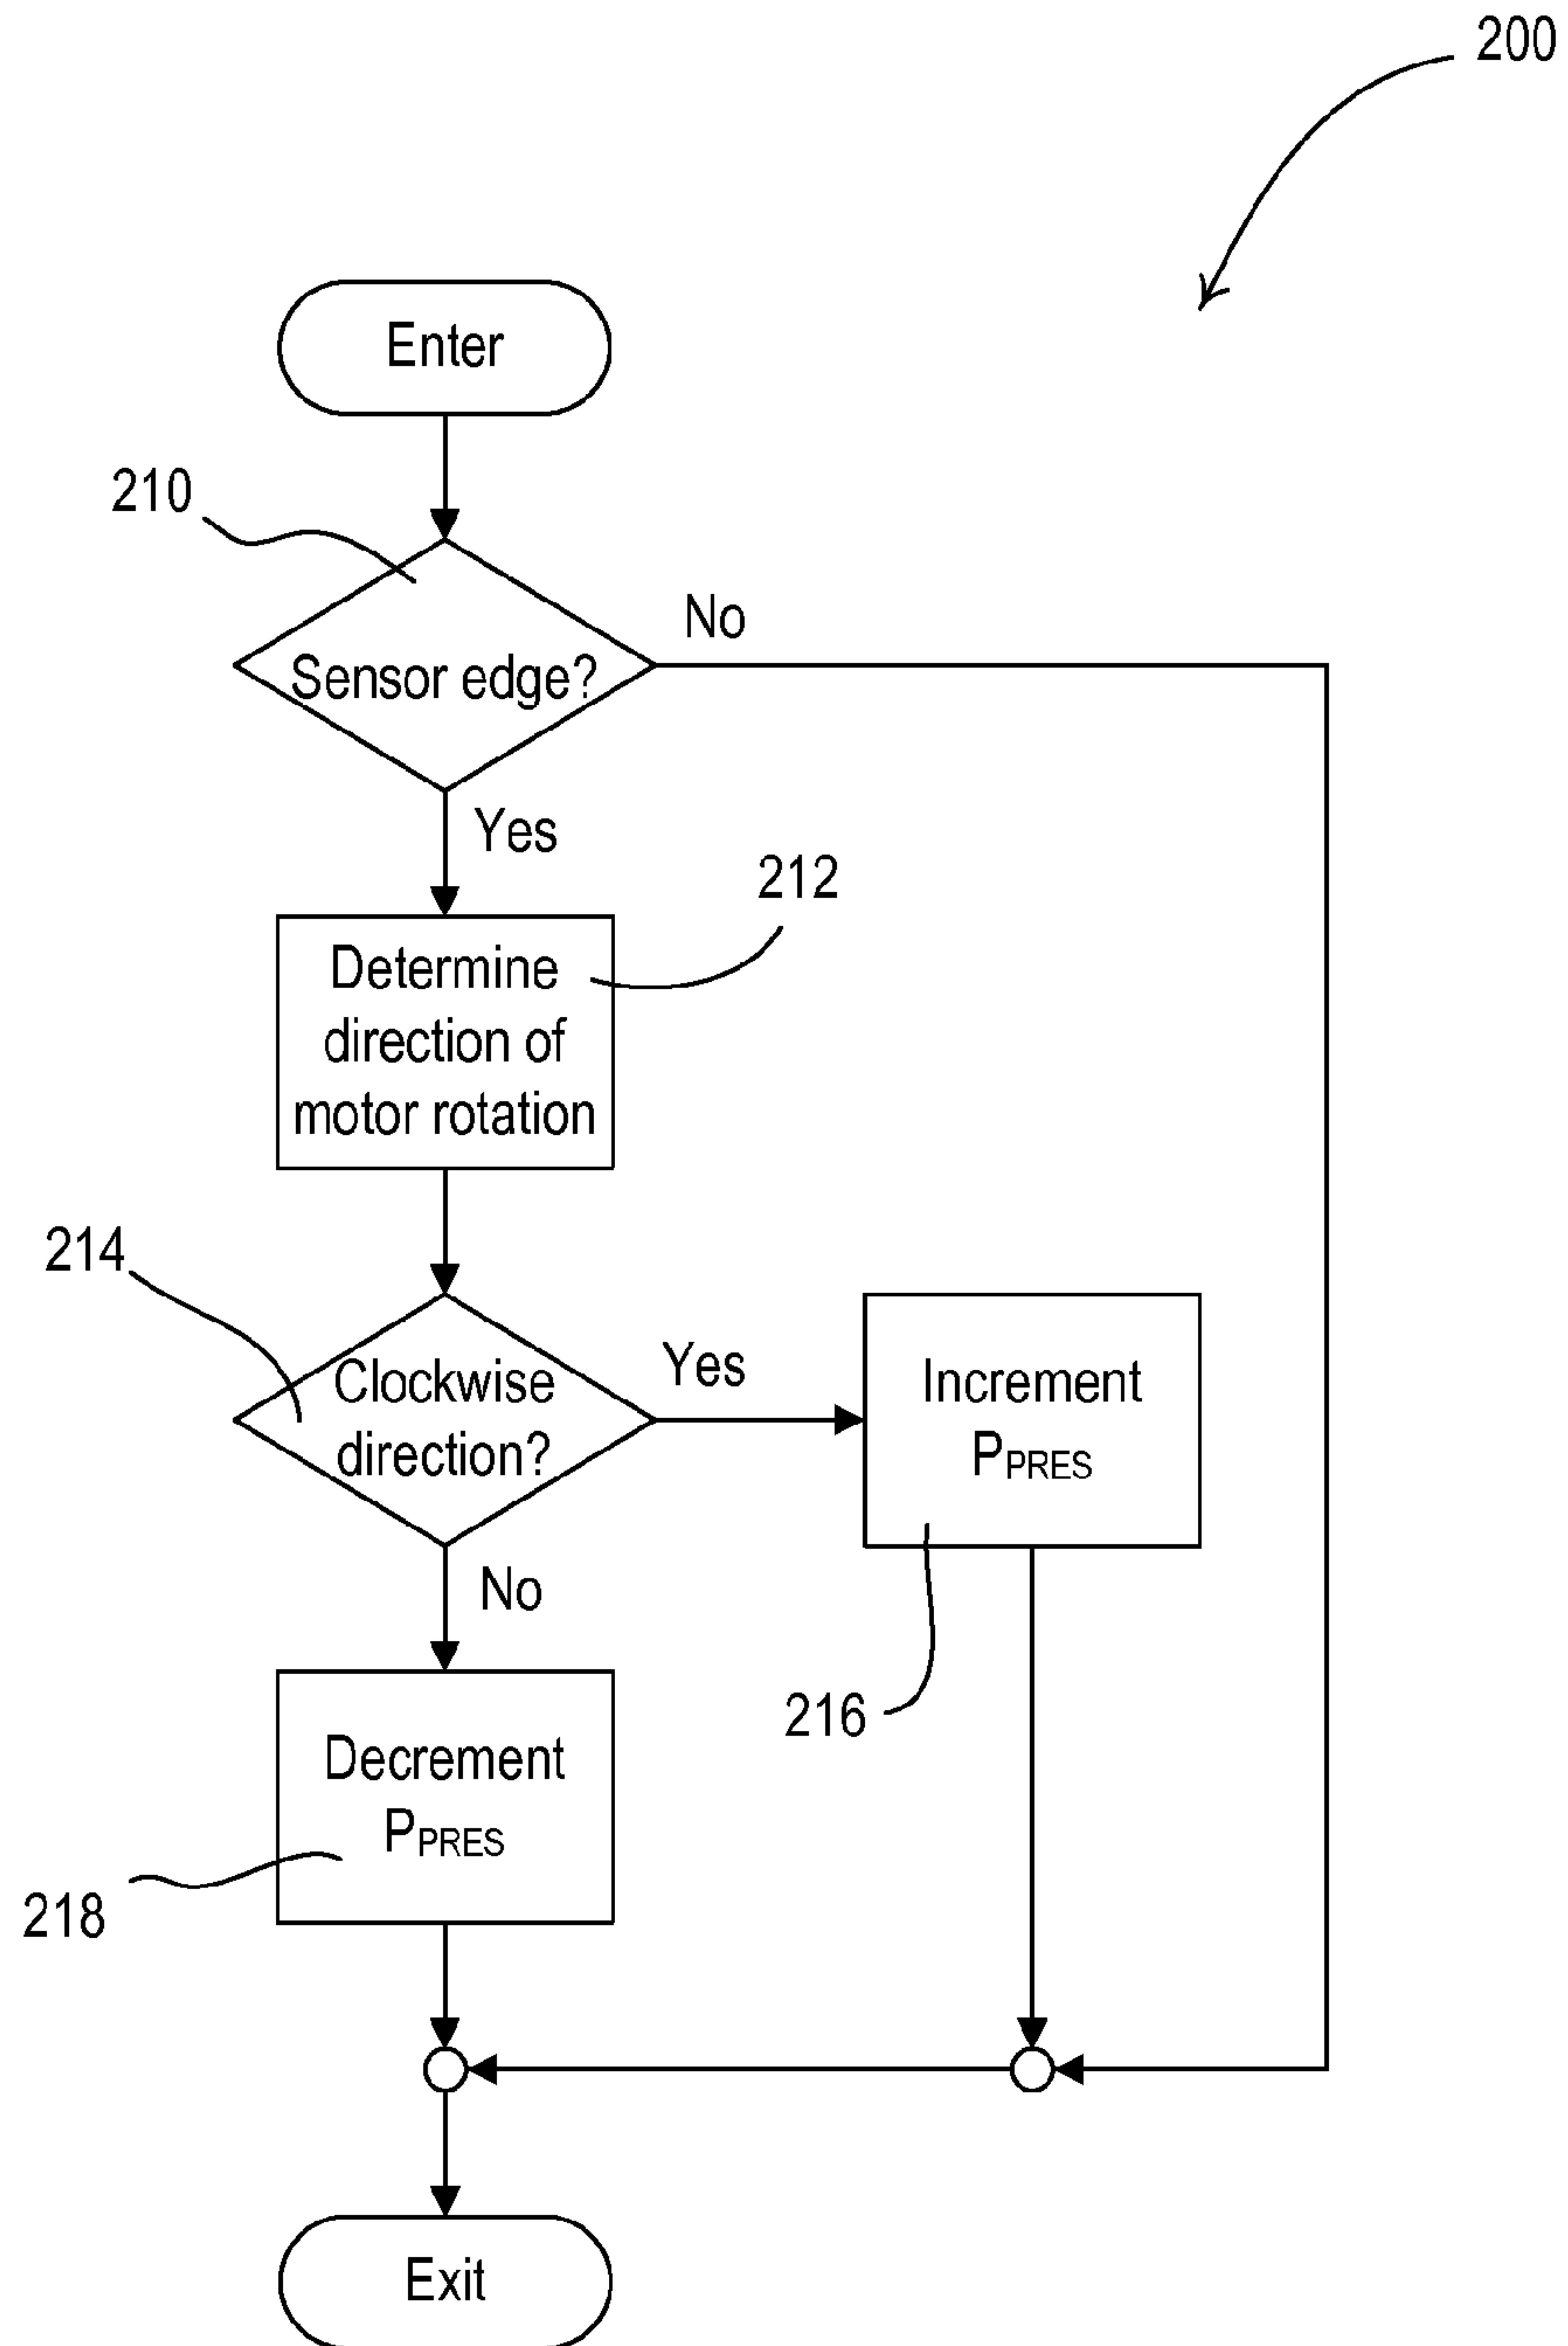 200
Enter
210
No
Sensor edge?
Yes
212
Determine
direction of
motor rotation
214
Clockwise
direction?
Yes
Increment
PPRES
No
216
Decrement
PPRES
218
Exit